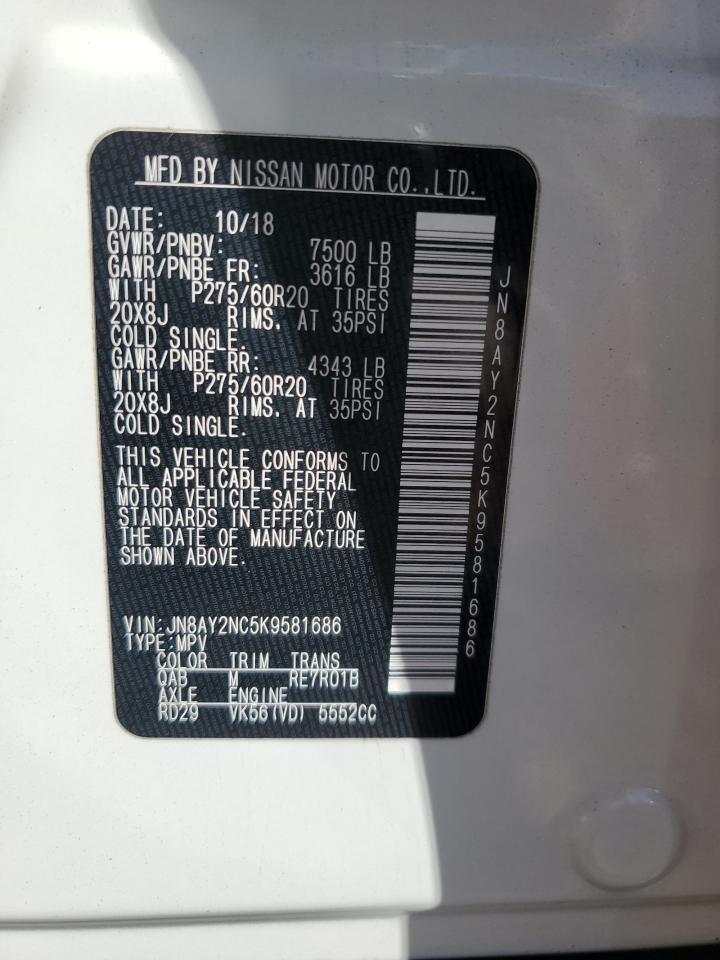 MFD BY NISSAN MOTOR CO.,LTD.
DATE: 10/18
GVWR/PNBV: 7500 LB
GAWR/PNBE FR: 3616 LB
WITH P275/60R20 TIRES
20X8J RIMS. AT 35PSI
COLD SINGLE.
GAWR/PNBE RR: 4343 LB
WITH P275/60R20 TIRES
20X8J RIMS. AT 35PSI
COLD SINGLE.
THIS VEHICLE CONFORMS TO
ALL APPLICABLE FEDERAL
MOTOR VEHICLE SAFETY
STANDARDS IN EFFECT ON
THE DATE OF MANUFACTURE
SHOWN ABOVE.
VIN:JN8AY2NC5K9581686
TYPE:MPV
COLOR TRIM TRANS
QAB M RE7R01B
AXLE ENGINE
RD29 VK56(VD) 5552CC
JN8AY2NC5K9581686